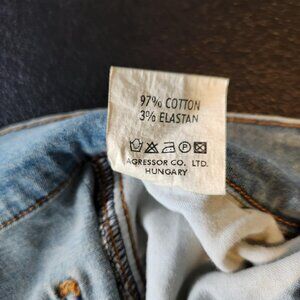 97% COTTON
3% ELASTAN
AGRESSOR CO. LTD.
HUNGARY